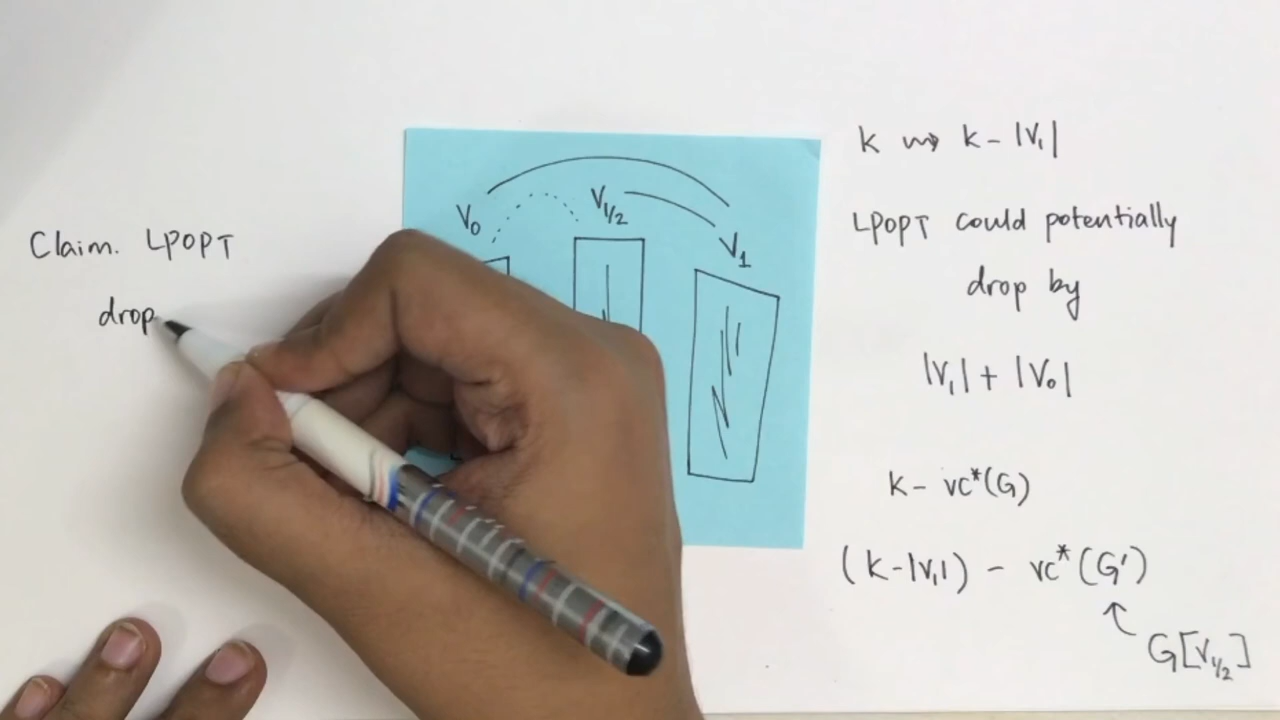 Claim. LPOPT
drop
V0
V1/2
V1
k ⇝ k - |V1|
LPOPT could potentially
drop by
|V1| + |V0|
k - vc*(G)
(k-|V1|) - vc*(G')
G[V1/2]